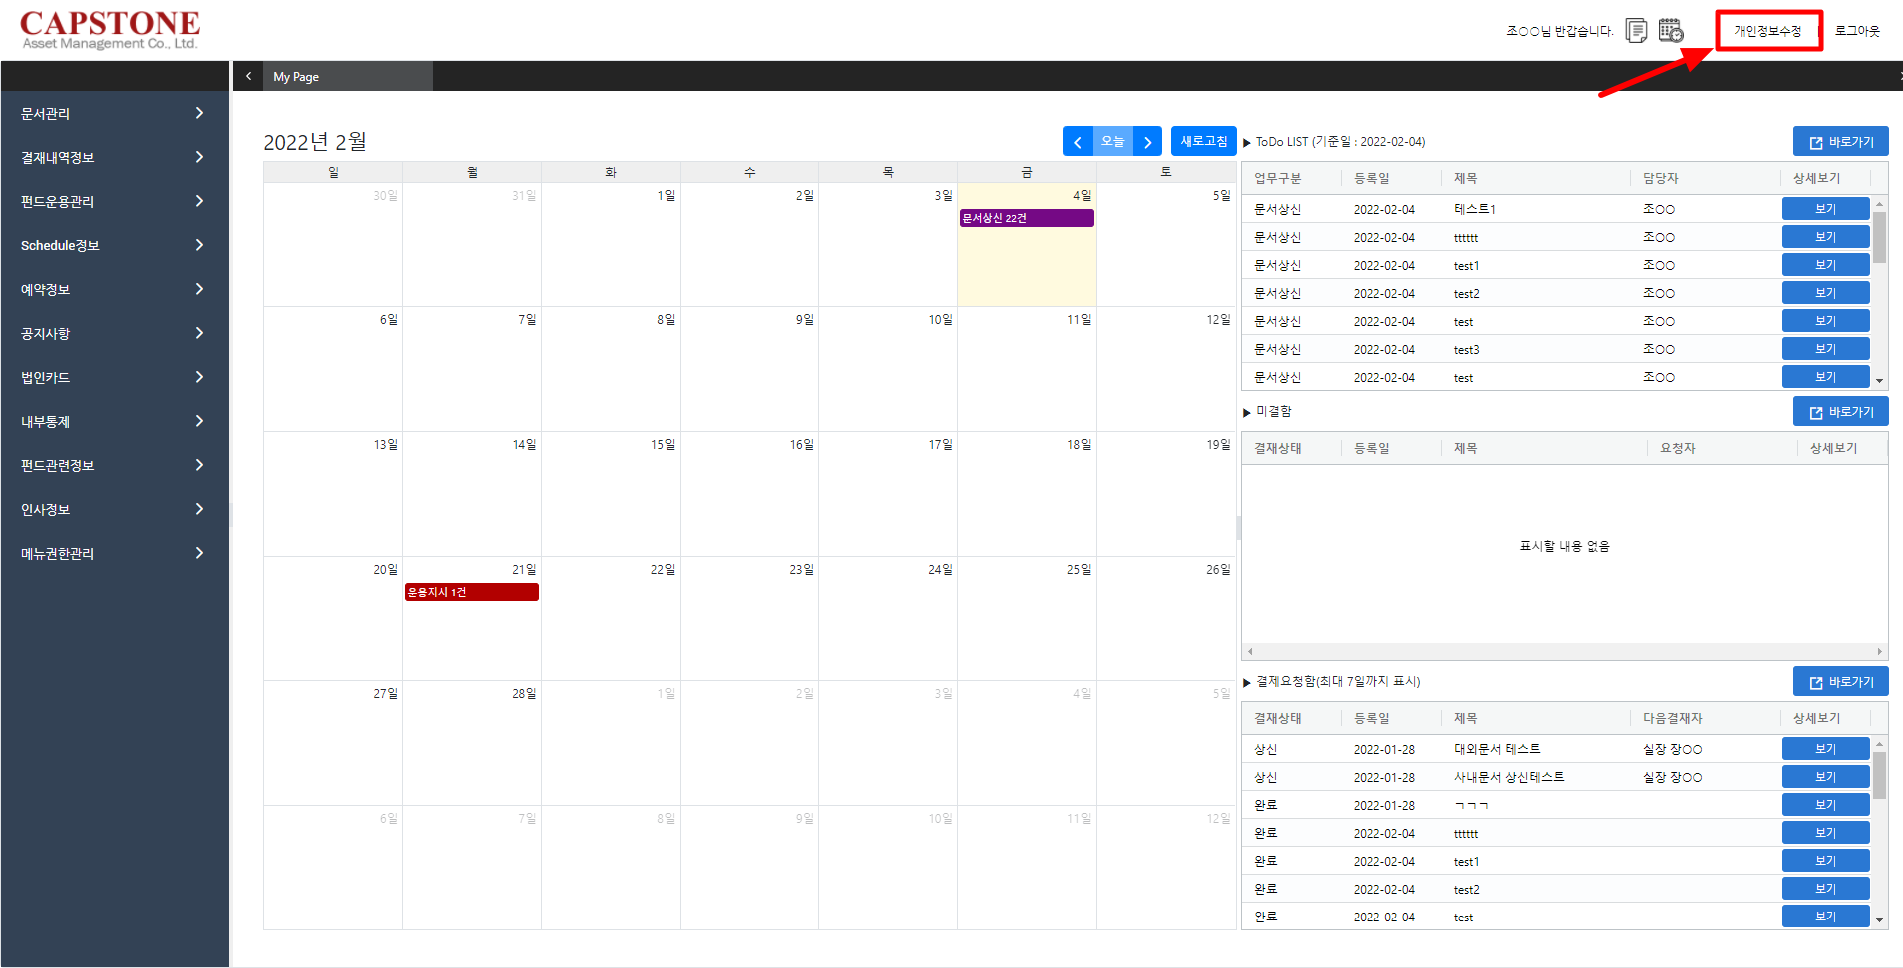 CAPSTONE
Asset Management Co., Ltd.
조○○님 반갑습니다.
개인정보수정
로그아웃
My Page
문서관리
결재내역정보
펀드운용관리
Schedule정보
예약정보
공지사항
법인카드
내부통제
펀드관련정보
인사정보
메뉴권한관리
2022년 2월
오늘
새로고침
일 월 화 수 목 금 토
30일 31일 1일 2일 3일 4일 5일
문서상신 22건
6일 7일 8일 9일 10일 11일 12일
13일 14일 15일 16일 17일 18일 19일
20일 21일 22일 23일 24일 25일 26일
운용지시 1건
27일 28일 1일 2일 3일 4일 5일
6일 7일 8일 9일 10일 11일 12일
▶ ToDo LIST (기준일 : 2022-02-04)
바로가기
업무구분 등록일 제목 담당자 상세보기
문서상신 2022-02-04 테스트1 조○○ 보기
문서상신 2022-02-04 tttttt 조○○ 보기
문서상신 2022-02-04 test1 조○○ 보기
문서상신 2022-02-04 test2 조○○ 보기
문서상신 2022-02-04 test 조○○ 보기
문서상신 2022-02-04 test3 조○○ 보기
문서상신 2022-02-04 test 조○○ 보기
▶ 미결함
바로가기
결재상태 등록일 제목 요청자 상세보기
표시할 내용 없음
▶ 결제요청함(최대 7일까지 표시)
바로가기
결재상태 등록일 제목 다음결재자 상세보기
상신 2022-01-28 대외문서 테스트 실장 장○○ 보기
상신 2022-01-28 사내문서 상신테스트 실장 장○○ 보기
완료 2022-01-28 ㄱㄱㄱ 보기
완료 2022-02-04 tttttt 보기
완료 2022-02-04 test1 보기
완료 2022-02-04 test2 보기
완료 2022-02-04 test 보기